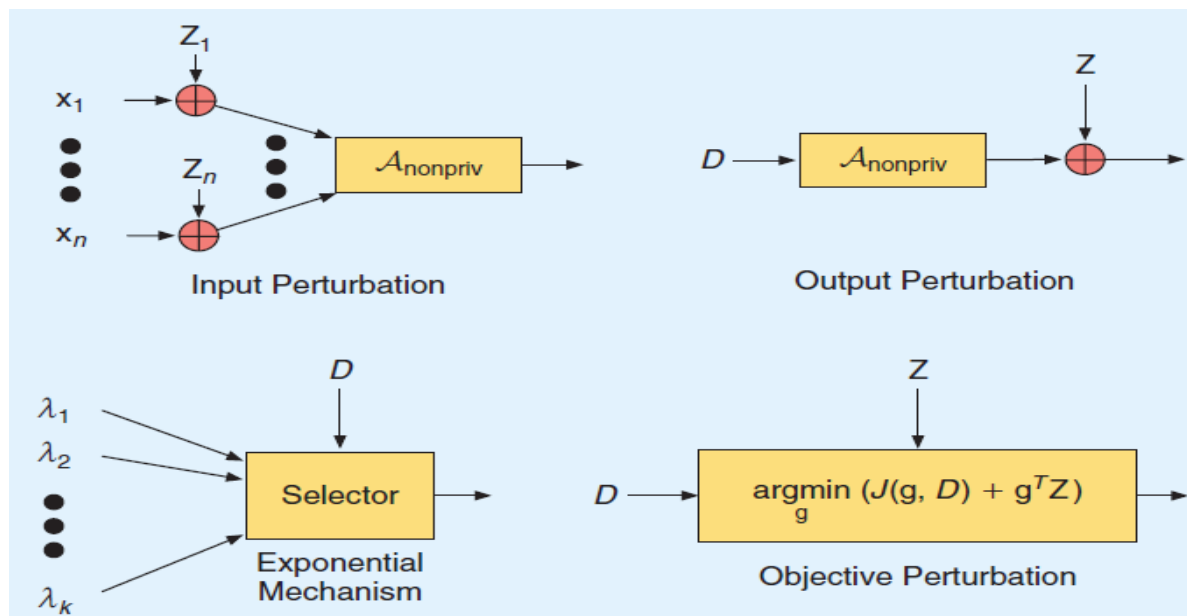 Z₁
x₁
𝒜nonpriv
Zₙ
xₙ
Input Perturbation
Z
D
𝒜nonpriv
Output Perturbation
D
λ₁
λ₂
Selector
λₖ
Exponential
Mechanism
Z
D
argmin (J(g, D) + gᵀZ)
g
Objective Perturbation